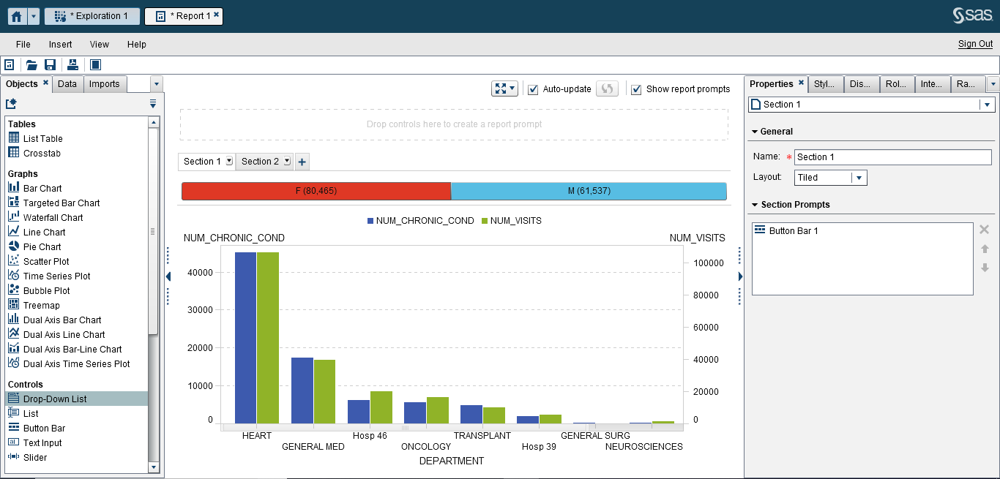 * Exploration 1
* Report 1
sas
File Insert View Help
Sign Out
Objects Data Imports
Tables
List Table
Crosstab
Graphs
Bar Chart
Targeted Bar Chart
Waterfall Chart
Line Chart
Pie Chart
Scatter Plot
Time Series Plot
Bubble Plot
Treemap
Dual Axis Bar Chart
Dual Axis Line Chart
Dual Axis Bar-Line Chart
Dual Axis Time Series Plot
Controls
Drop-Down List
List
Button Bar
Text Input
Slider
Auto-update
Show report prompts
Drop controls here to create a report prompt
Section 1 Section 2
F (80,465) M (61,537)
NUM_CHRONIC_COND NUM_VISITS
NUM_CHRONIC_COND
NUM_VISITS
40000
30000
20000
10000
0
100000
80000
60000
40000
20000
0
HEART
GENERAL MED
Hosp 46
ONCOLOGY
TRANSPLANT
Hosp 39
GENERAL SURG
NEUROSCIENCES
DEPARTMENT
Properties Styl... Dis... Rol... Inte... Ra...
Section 1
General
Name: * Section 1
Layout: Tiled
Section Prompts
Button Bar 1